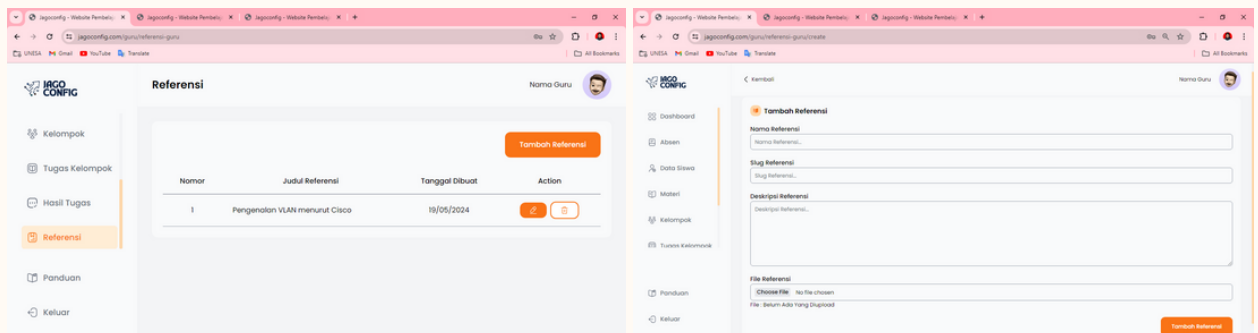 Jagoconfig - Website Pembelaj
Jagoconfig - Website Pembelaj
Jagoconfig - Website Pembelaj
jagoconfig.com/guru/referensi-guru
UNESA
Gmail
YouTube
Translate
All Bookmarks
JAGO CONFIG
Referensi
Nama Guru
Kelompok
Tugas Kelompok
Hasil Tugas
Referensi
Panduan
Keluar
Tambah Referensi
Nomor Judul Referensi Tanggal Dibuat Action
1 Pengenalan VLAN menurut Cisco 19/05/2024
Jagoconfig - Website Pembelaj
Jagoconfig - Website Pembelaj
Jagoconfig - Website Pembelaj
jagoconfig.com/guru/referensi-guru/create
UNESA
Gmail
YouTube
Translate
All Bookmarks
JAGO CONFIG
Kembali
Nama Guru
Dashboard
Absen
Data Siswa
Materi
Kelompok
Tugas Kelompok
Panduan
Keluar
Tambah Referensi
Nama Referensi
Nama Referensi...
Slug Referensi
Slug Referensi...
Deskripsi Referensi
Deskripsi Referensi...
File Referensi
Choose File No file chosen
File : Belum Ada Yang Diupload
Tambah Referensi